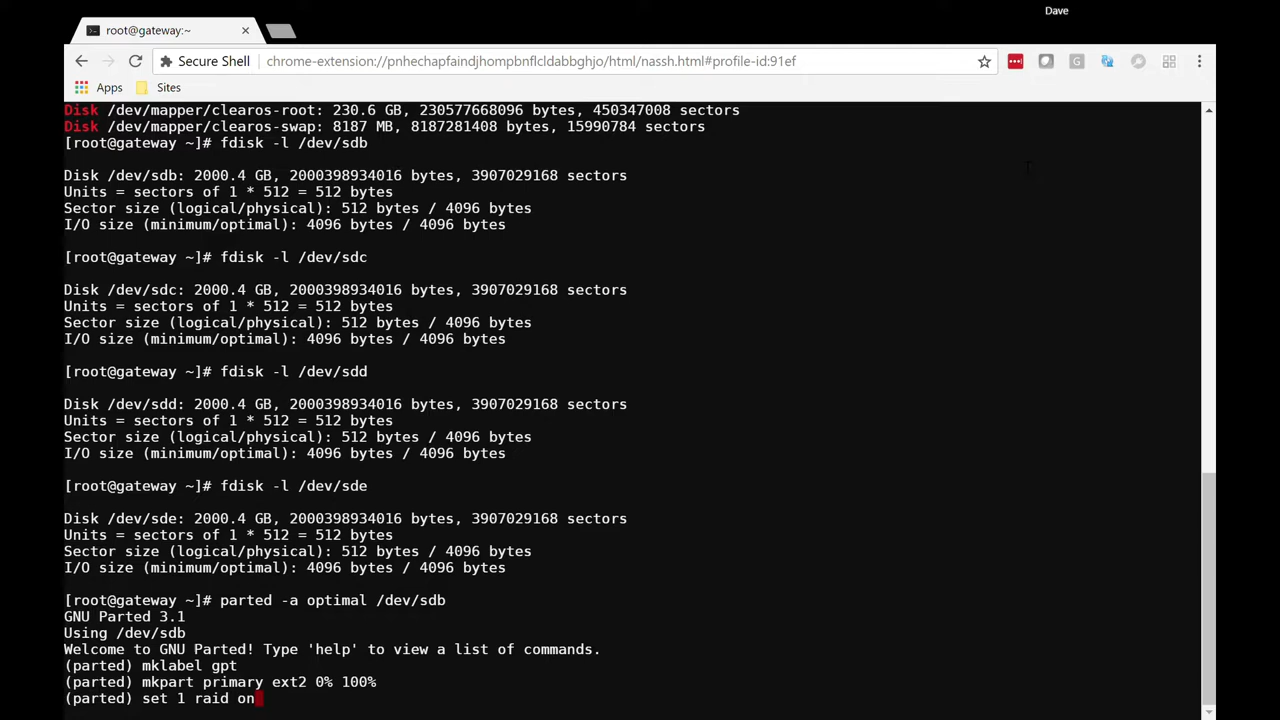 Dave
root@gateway:~
Secure Shell chrome-extension://pnhechapfaindjhompbnflcldabbghjo/html/nassh.html#profile-id:91ef
Apps Sites
Disk /dev/mapper/clearos-root: 230.6 GB, 230577668096 bytes, 450347008 sectors
Disk /dev/mapper/clearos-swap: 8187 MB, 8187281408 bytes, 15990784 sectors
[root@gateway ~]# fdisk -l /dev/sdb
Disk /dev/sdb: 2000.4 GB, 2000398934016 bytes, 3907029168 sectors
Units = sectors of 1 * 512 = 512 bytes
Sector size (logical/physical): 512 bytes / 4096 bytes
I/O size (minimum/optimal): 4096 bytes / 4096 bytes
[root@gateway ~]# fdisk -l /dev/sdc
Disk /dev/sdc: 2000.4 GB, 2000398934016 bytes, 3907029168 sectors
Units = sectors of 1 * 512 = 512 bytes
Sector size (logical/physical): 512 bytes / 4096 bytes
I/O size (minimum/optimal): 4096 bytes / 4096 bytes
[root@gateway ~]# fdisk -l /dev/sdd
Disk /dev/sdd: 2000.4 GB, 2000398934016 bytes, 3907029168 sectors
Units = sectors of 1 * 512 = 512 bytes
Sector size (logical/physical): 512 bytes / 4096 bytes
I/O size (minimum/optimal): 4096 bytes / 4096 bytes
[root@gateway ~]# fdisk -l /dev/sde
Disk /dev/sde: 2000.4 GB, 2000398934016 bytes, 3907029168 sectors
Units = sectors of 1 * 512 = 512 bytes
Sector size (logical/physical): 512 bytes / 4096 bytes
I/O size (minimum/optimal): 4096 bytes / 4096 bytes
[root@gateway ~]# parted -a optimal /dev/sdb
GNU Parted 3.1
Using /dev/sdb
Welcome to GNU Parted! Type 'help' to view a list of commands.
(parted) mklabel gpt
(parted) mkpart primary ext2 0% 100%
(parted) set 1 raid on